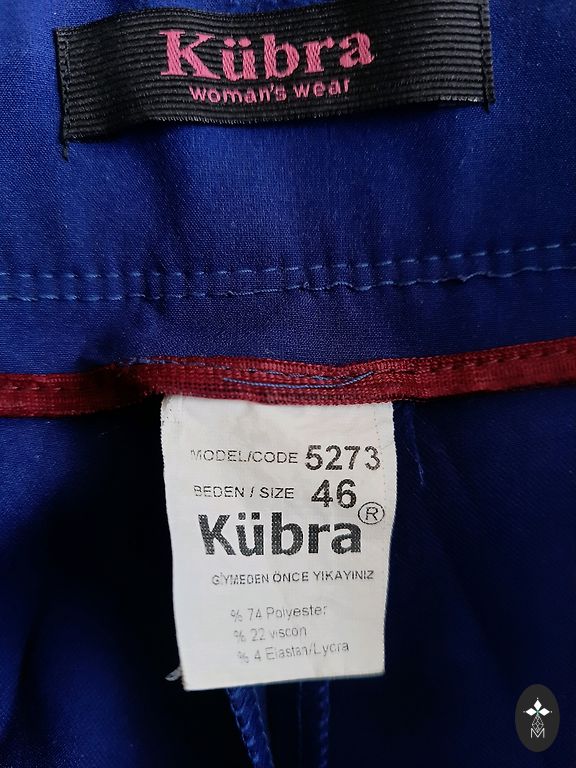 Kübra
woman's wear
MODEL/CODE 5273
BEDEN / SIZE 46
Kübra®
GİYMEDEN ÖNCE YIKAYINIZ
% 74 Polyester
% 22 viscon
% 4 Elastan/Lycra